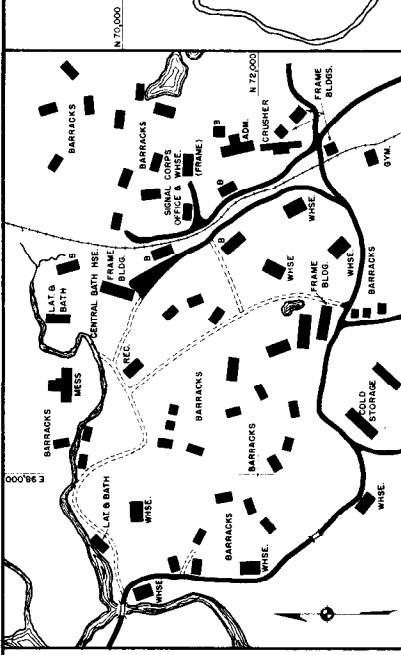 N 70,000
N 72,000
E 98,000
BARRACKS
BARRACKS
SIGNAL CORPS
OFFICE &
WHSE.
(FRAME)
B
ADM.
CRUSHER
FRAME
BLDGS.
B
GYM.
LAT. &
BATH
B
CENTRAL BATH HSE.
FRAME
BLDG.
B
B
WHSE.
WHSE
WHSE.
FRAME
BLDG.
BARRACKS
MESS
BARRACKS
REC.
BARRACKS
COLD
STORAGE
LAT. & BATH
WHSE.
BARRACKS
BARRACKS
WHSE.
WHSE.
WHSE